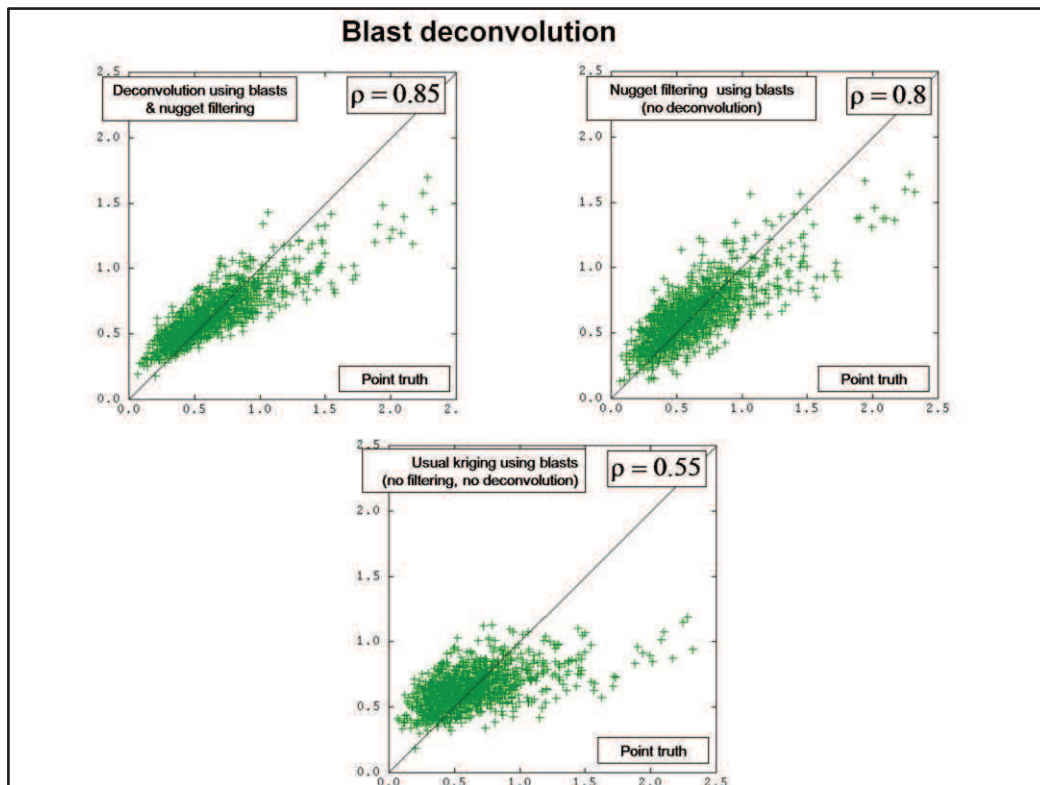 Blast deconvolution
2.5
Deconvolution using blasts
& nugget filtering
ρ = 0.85
2.0
1.5
1.0
0.5
0.0
Point truth
0.0 0.5 1.0 1.5 2.0 2.5
2.5
Nugget filtering using blasts
(no deconvolution)
ρ = 0.8
2.0
1.5
1.0
0.5
0.0
Point truth
0.0 0.5 1.0 1.5 2.0 2.5
2.5
Usual kriging using blasts
(no filtering, no deconvolution)
ρ = 0.55
2.0
1.5
1.0
0.5
0.0
Point truth
0.0 0.5 1.0 1.5 2.0 2.5